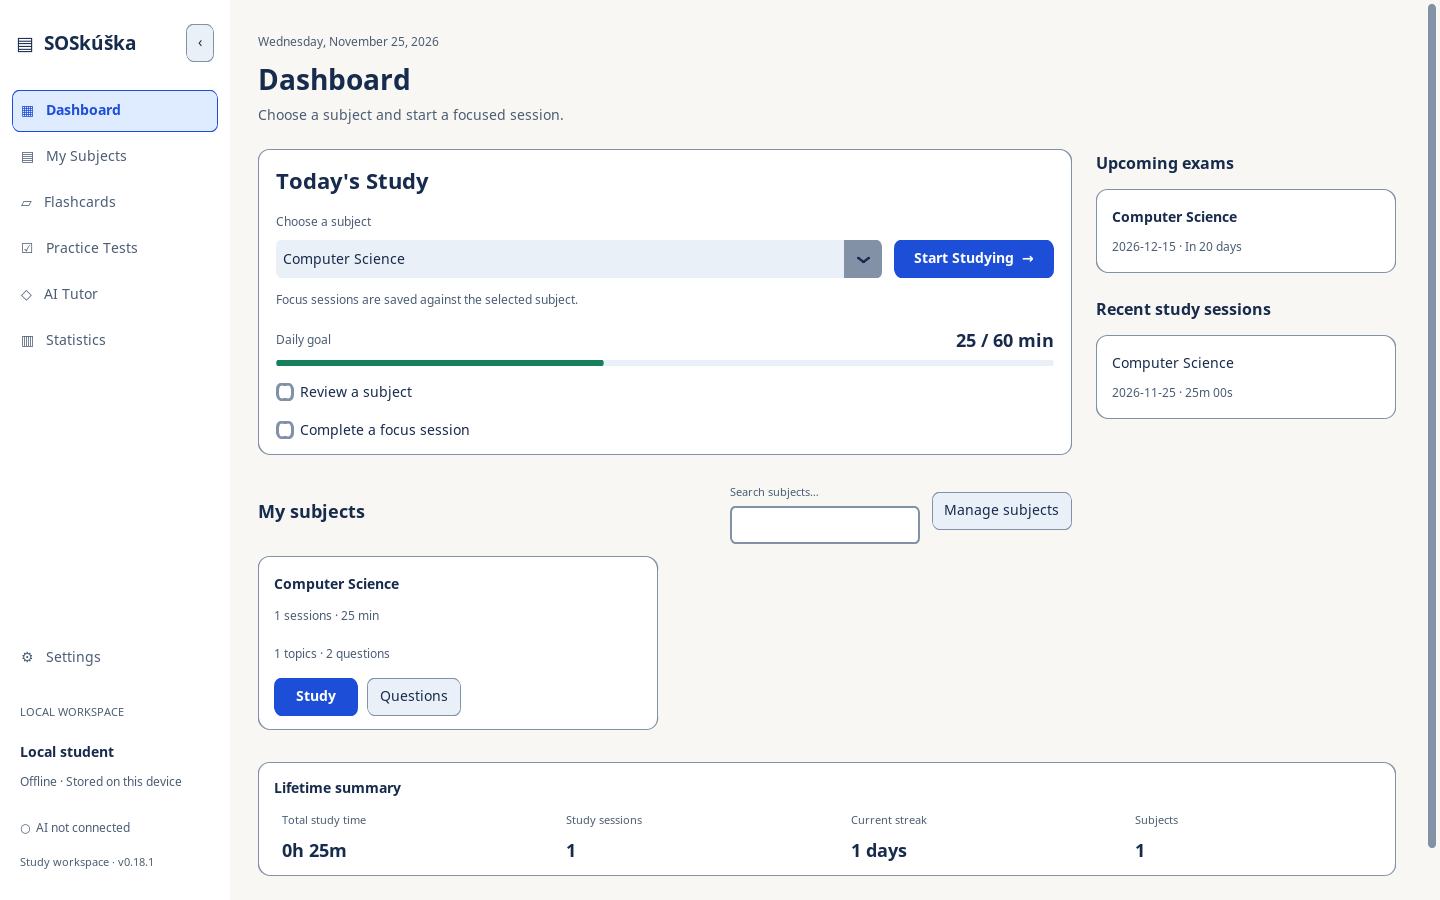 SOSkúška
‹
Dashboard
My Subjects
Flashcards
Practice Tests
AI Tutor
Statistics
Settings
LOCAL WORKSPACE
Local student
Offline · Stored on this device
AI not connected
Study workspace · v0.18.1
Wednesday, November 25, 2026
Dashboard
Choose a subject and start a focused session.
Today's Study
Choose a subject
Computer Science
Start Studying →
Focus sessions are saved against the selected subject.
Daily goal
25 / 60 min
Review a subject
Complete a focus session
Upcoming exams
Computer Science
2026-12-15 · In 20 days
Recent study sessions
Computer Science
2026-11-25 · 25m 00s
My subjects
Search subjects...
Manage subjects
Computer Science
1 sessions · 25 min
1 topics · 2 questions
Study
Questions
Lifetime summary
Total study time
0h 25m
Study sessions
1
Current streak
1 days
Subjects
1